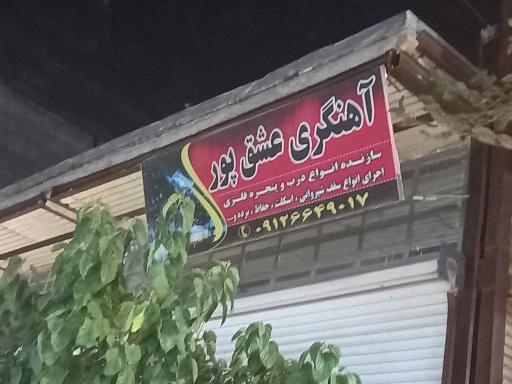 آهنگری عشق پور
سازنده انواع درب و پنجره فلزی
اجرای انواع سقف شیروانی ، اسکلت ، حفاظ ، نرده و...
۰۹۱۲۶۶۴۹۰۱۷